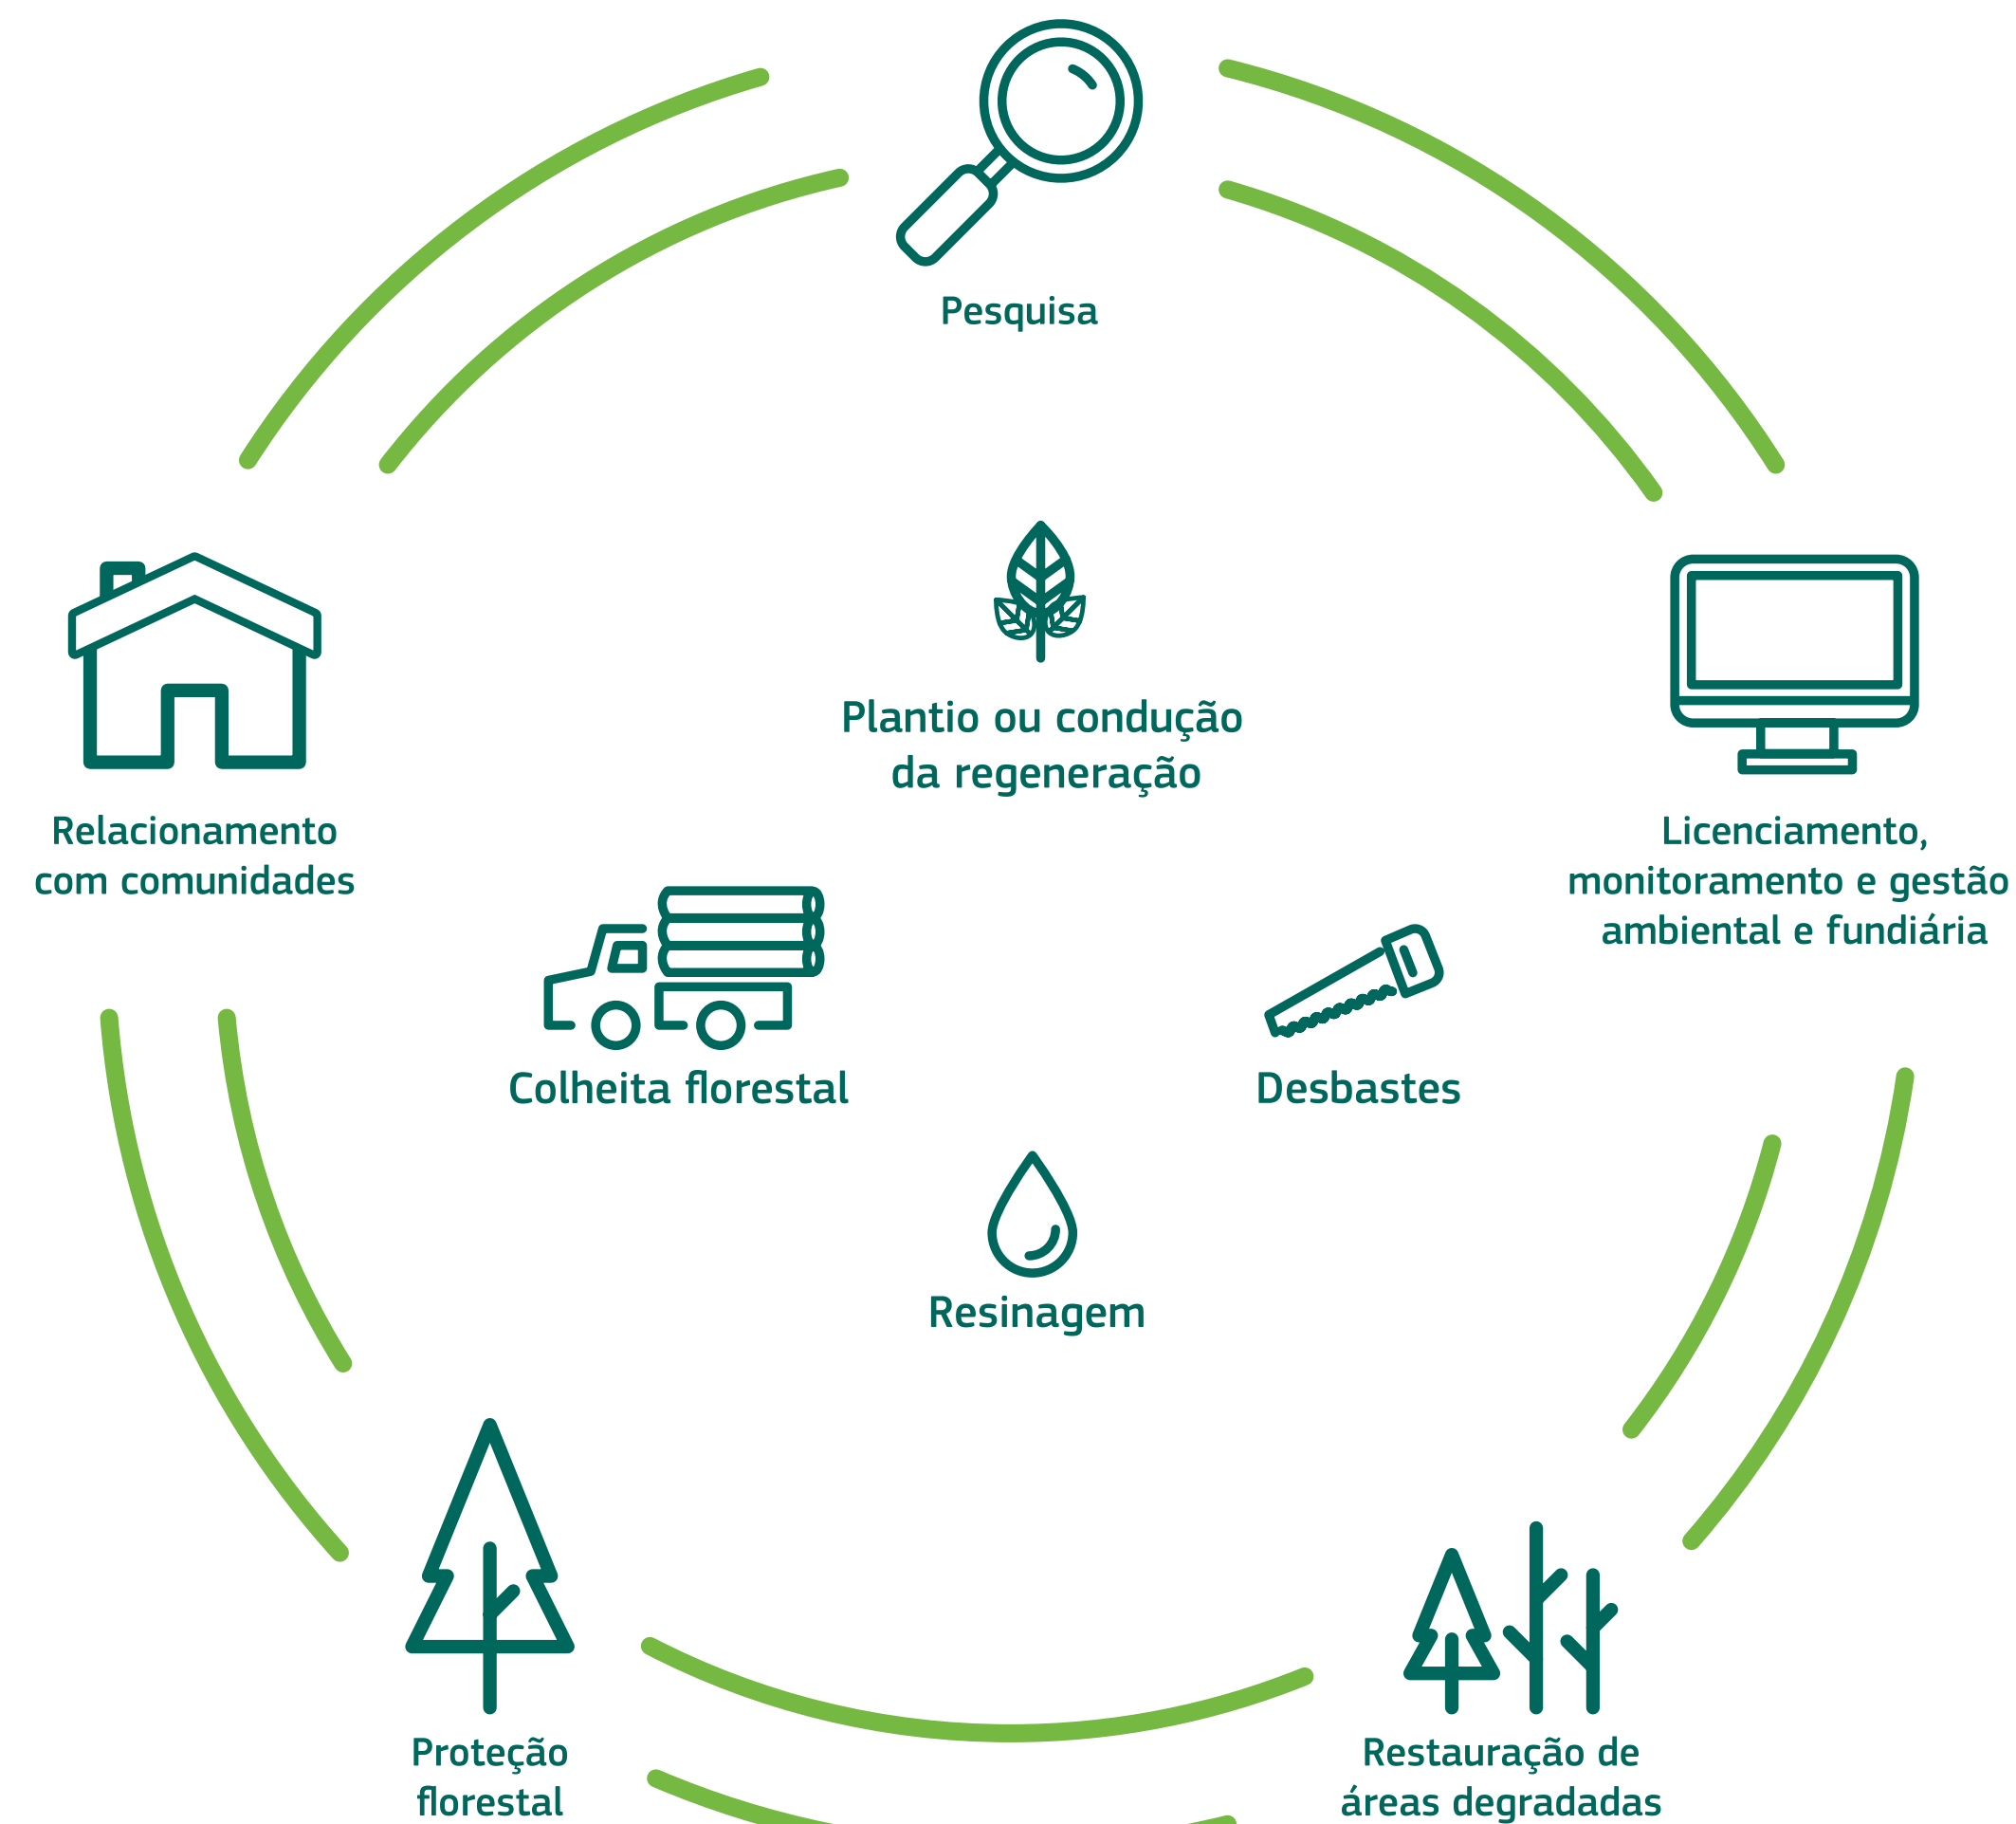 Pesquisa
Plantio ou condução
da regeneração
Relacionamento
com comunidades
Licenciamento,
monitoramento e gestão
ambiental e fundiária
Colheita florestal
Desbastes
Resinagem
Proteção
florestal
Restauração de
áreas degradadas